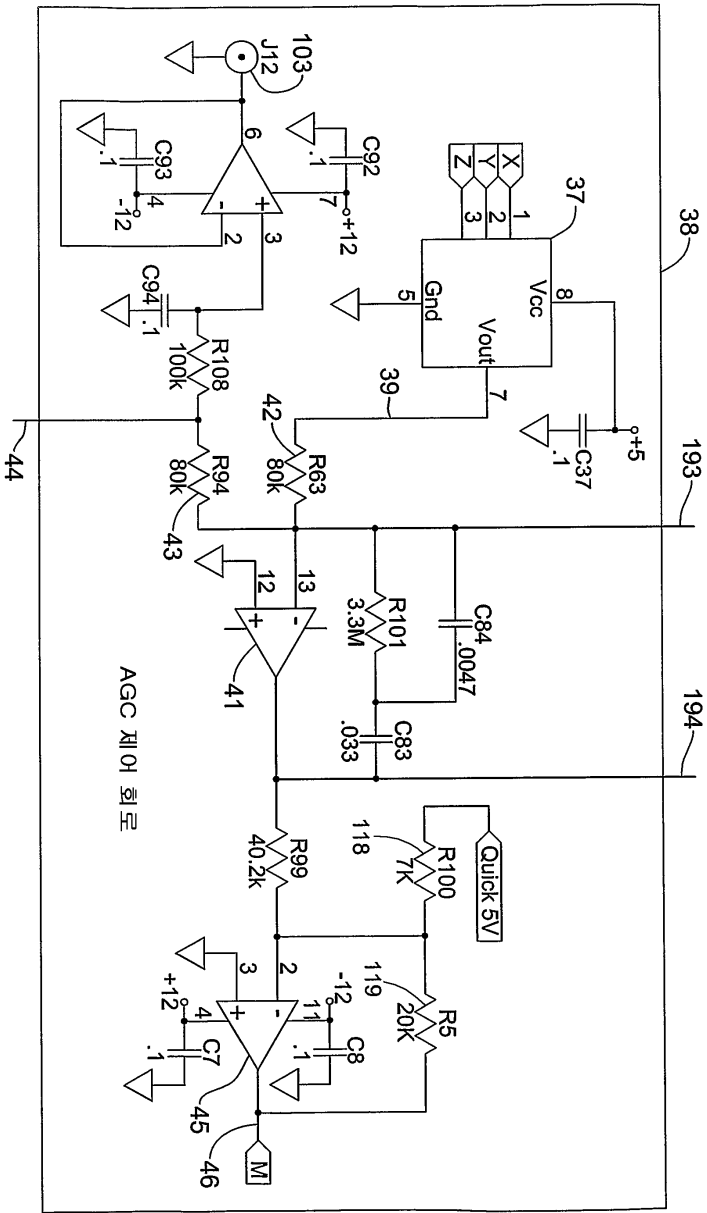 38
193
194
X
Y
Z
1
2
3
37
8
Vcc
Vout
Gnd
5
7
+5
C37
.1
39
42
R63
80k
C84
.0047
R101
3.3M
C83
.033
Quick 5V
118
R100
7K
119
R5
20K
103
J12
6
C92
.1
7
+12
+
-
3
2
4
-12
C93
.1
C94
.1
R108
100k
R94
80k
43
44
13
12
-
+
41
R99
40.2k
2
3
-
+
11
-12
C8
.1
4
+12
C7
.1
45
46
M
AGC 제어 회로